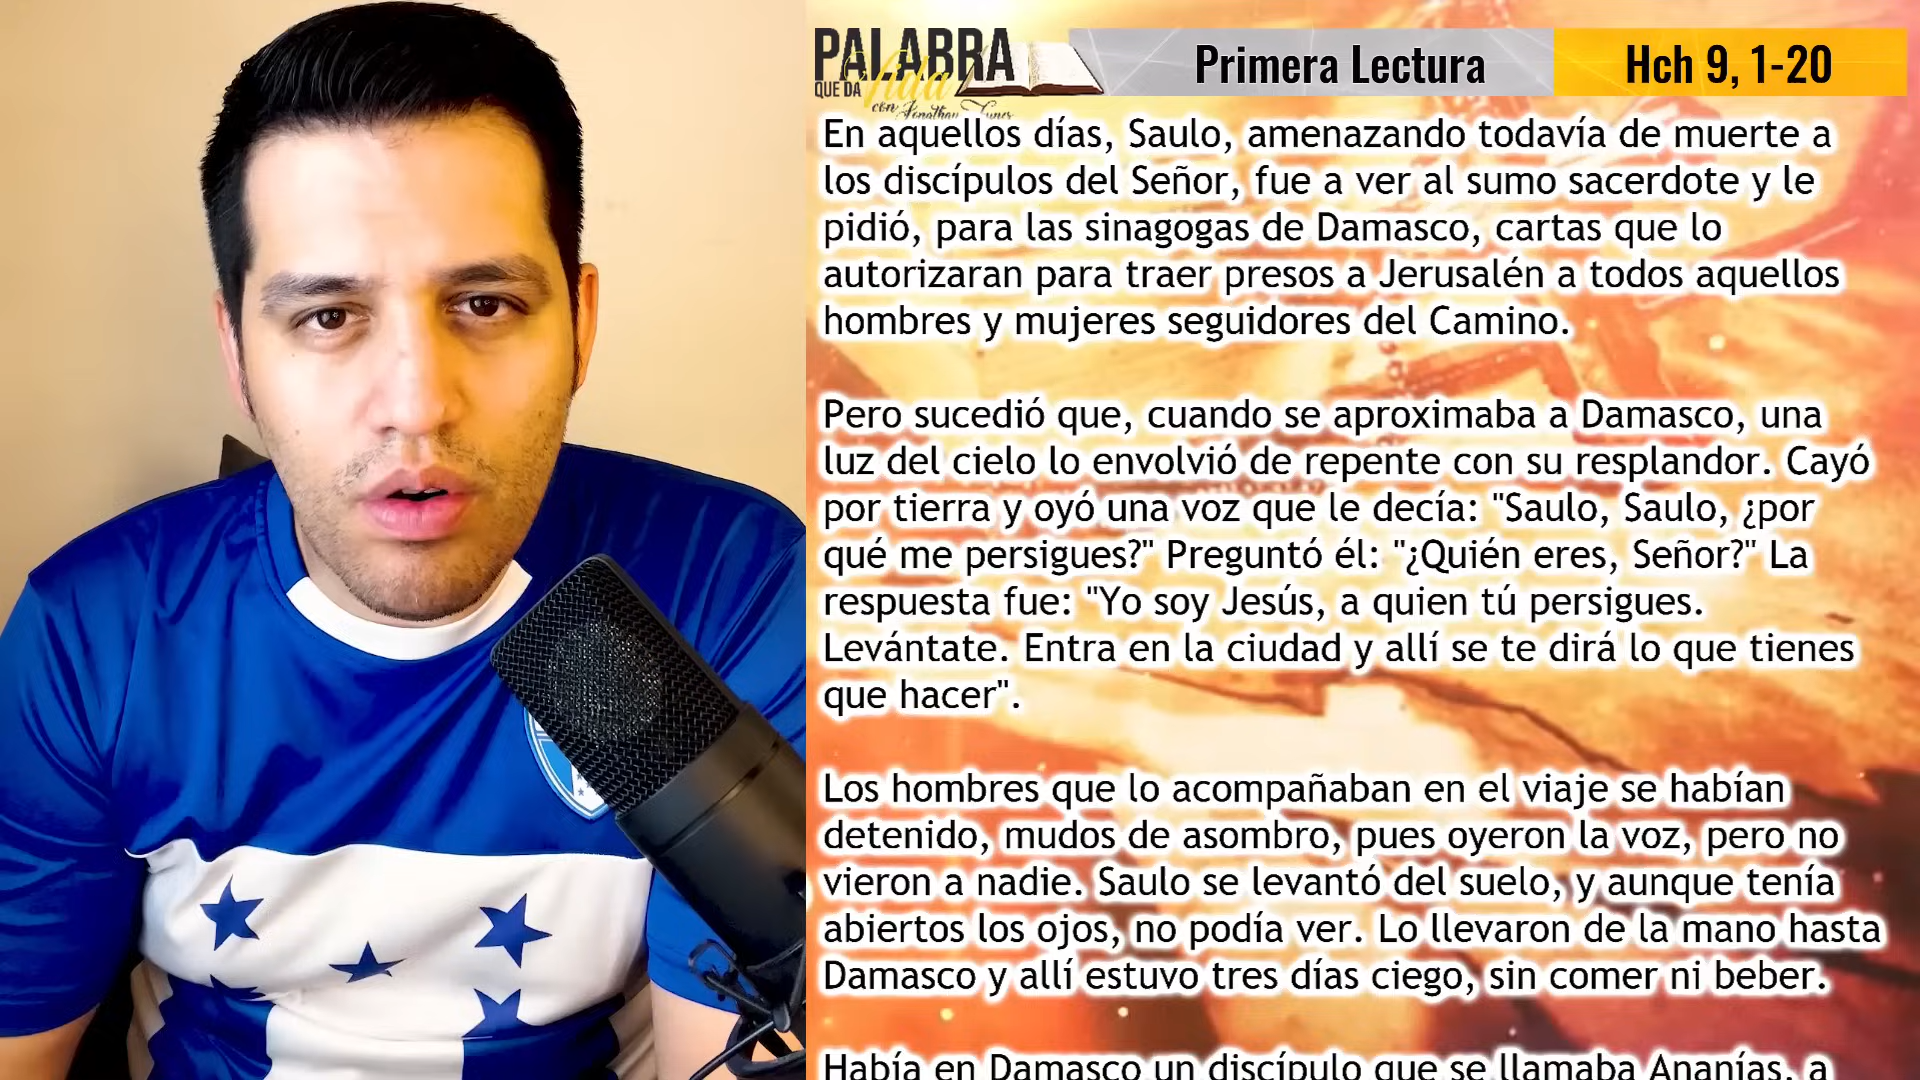 PALABRA
QUE DA vida
con Jonathan
Primera Lectura
Hch 9, 1-20
En aquellos días, Saulo, amenazando todavía de muerte a
los discípulos del Señor, fue a ver al sumo sacerdote y le
pidió, para las sinagogas de Damasco, cartas que lo
autorizaran para traer presos a Jerusalén a todos aquellos
hombres y mujeres seguidores del Camino.
Pero sucedió que, cuando se aproximaba a Damasco, una
luz del cielo lo envolvió de repente con su resplandor. Cayó
por tierra y oyó una voz que le decía: "Saulo, Saulo, ¿por
qué me persigues?" Preguntó él: "¿Quién eres, Señor?" La
respuesta fue: "Yo soy Jesús, a quien tú persigues.
Levántate. Entra en la ciudad y allí se te dirá lo que tienes
que hacer".
Los hombres que lo acompañaban en el viaje se habían
detenido, mudos de asombro, pues oyeron la voz, pero no
vieron a nadie. Saulo se levantó del suelo, y aunque tenía
abiertos los ojos, no podía ver. Lo llevaron de la mano hasta
Damasco y allí estuvo tres días ciego, sin comer ni beber.
Había en Damasco un discípulo que se llamaba Ananías, a